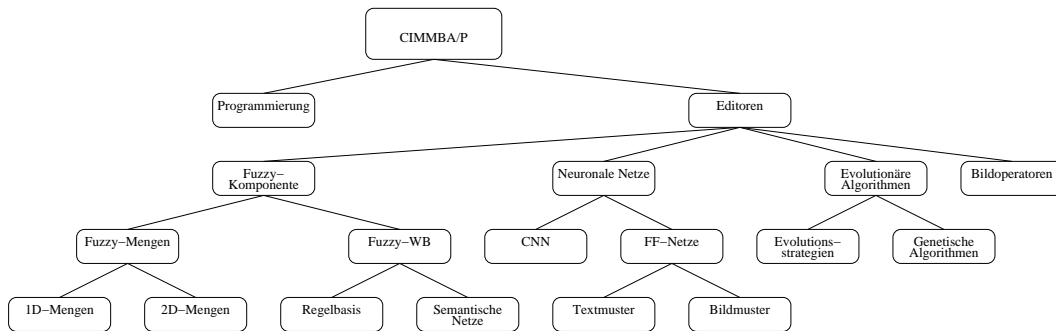 CIMMBA/P
Programmierung
Editoren
Fuzzy−
Komponente
Neuronale Netze
Evolutionäre
Algorithmen
Bildoperatoren
Fuzzy−Mengen
Fuzzy−WB
CNN
FF−Netze
Evolutions−
strategien
Genetische
Algorithmen
1D−Mengen
2D−Mengen
Regelbasis
Semantische
Netze
Textmuster
Bildmuster